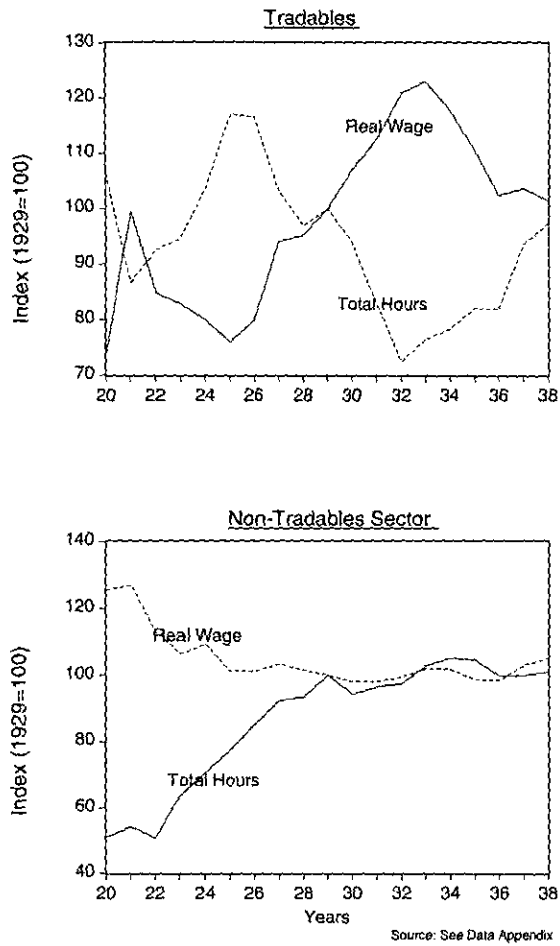 Tradables
130
120
110
100
90
80
70
Index (1929=100)
Real Wage
Total Hours
20 22 24 26 28 30 32 34 36 38
Non-Tradables Sector
140
120
100
80
60
40
Index (1929=100)
Real Wage
Total Hours
20 22 24 26 28 30 32 34 36 38
Years
Source: See Data Appendix